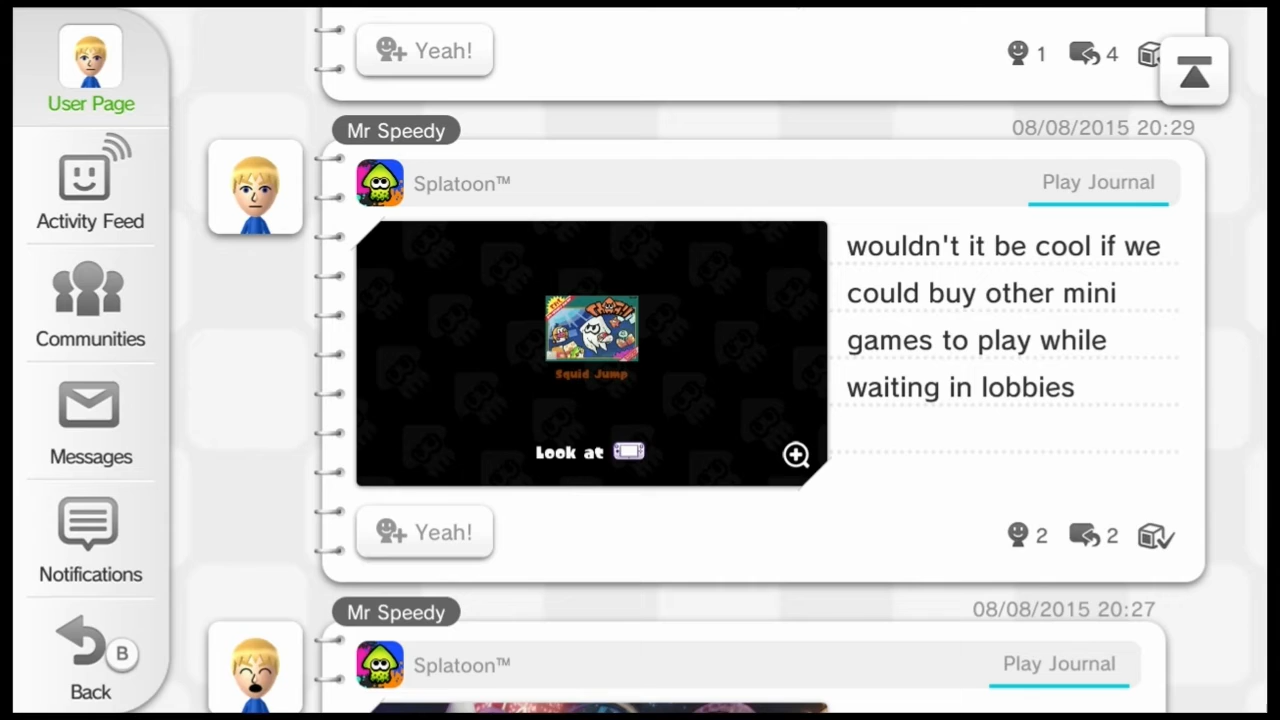 User Page
Activity Feed
Communities
Messages
Notifications
B
Back
Yeah!
1
4
Mr Speedy
08/08/2015 20:29
Splatoon™
Play Journal
Squid Jump
Look at
wouldn't it be cool if we
could buy other mini
games to play while
waiting in lobbies
Yeah!
2
2
Mr Speedy
08/08/2015 20:27
Splatoon™
Play Journal